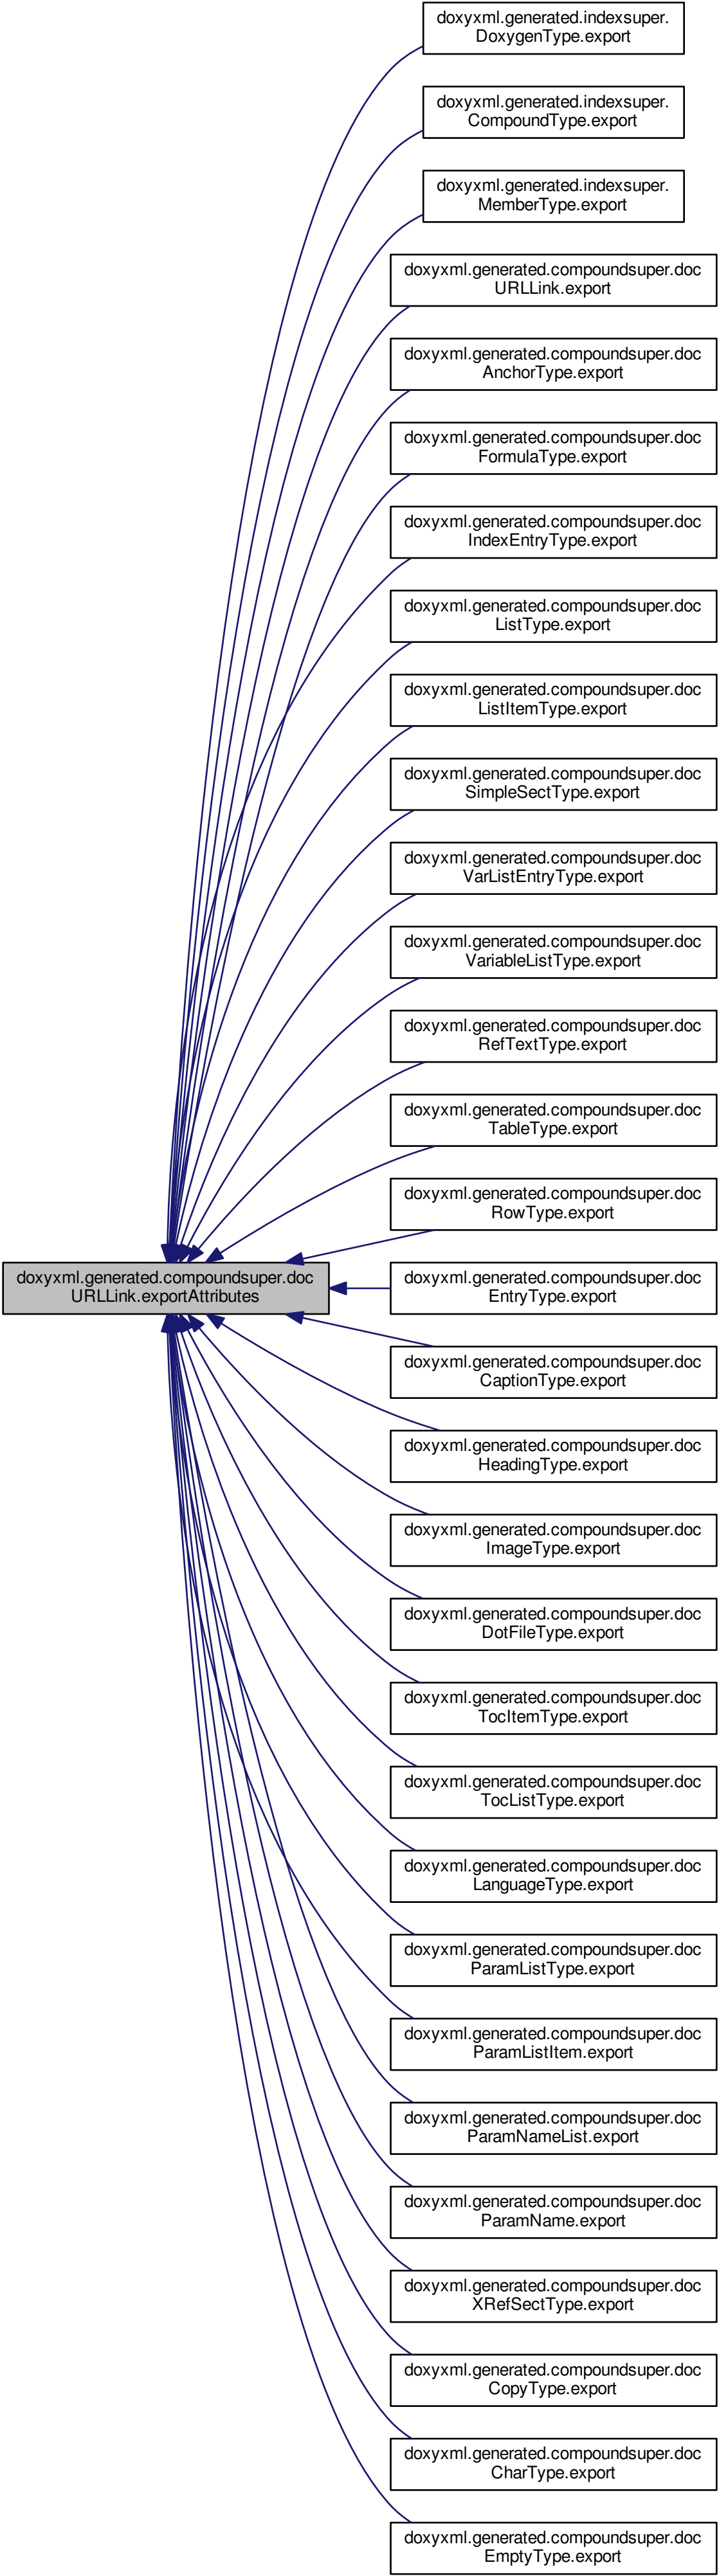 doxyxml.generated.indexsuper.
DoxygenType.export
doxyxml.generated.indexsuper.
CompoundType.export
doxyxml.generated.indexsuper.
MemberType.export
doxyxml.generated.compoundsuper.doc
URLLink.export
doxyxml.generated.compoundsuper.doc
AnchorType.export
doxyxml.generated.compoundsuper.doc
FormulaType.export
doxyxml.generated.compoundsuper.doc
IndexEntryType.export
doxyxml.generated.compoundsuper.doc
ListType.export
doxyxml.generated.compoundsuper.doc
ListItemType.export
doxyxml.generated.compoundsuper.doc
SimpleSectType.export
doxyxml.generated.compoundsuper.doc
VarListEntryType.export
doxyxml.generated.compoundsuper.doc
VariableListType.export
doxyxml.generated.compoundsuper.doc
RefTextType.export
doxyxml.generated.compoundsuper.doc
TableType.export
doxyxml.generated.compoundsuper.doc
RowType.export
doxyxml.generated.compoundsuper.doc
URLLink.exportAttributes
doxyxml.generated.compoundsuper.doc
EntryType.export
doxyxml.generated.compoundsuper.doc
CaptionType.export
doxyxml.generated.compoundsuper.doc
HeadingType.export
doxyxml.generated.compoundsuper.doc
ImageType.export
doxyxml.generated.compoundsuper.doc
DotFileType.export
doxyxml.generated.compoundsuper.doc
TocItemType.export
doxyxml.generated.compoundsuper.doc
TocListType.export
doxyxml.generated.compoundsuper.doc
LanguageType.export
doxyxml.generated.compoundsuper.doc
ParamListType.export
doxyxml.generated.compoundsuper.doc
ParamListItem.export
doxyxml.generated.compoundsuper.doc
ParamNameList.export
doxyxml.generated.compoundsuper.doc
ParamName.export
doxyxml.generated.compoundsuper.doc
XRefSectType.export
doxyxml.generated.compoundsuper.doc
CopyType.export
doxyxml.generated.compoundsuper.doc
CharType.export
doxyxml.generated.compoundsuper.doc
EmptyType.export